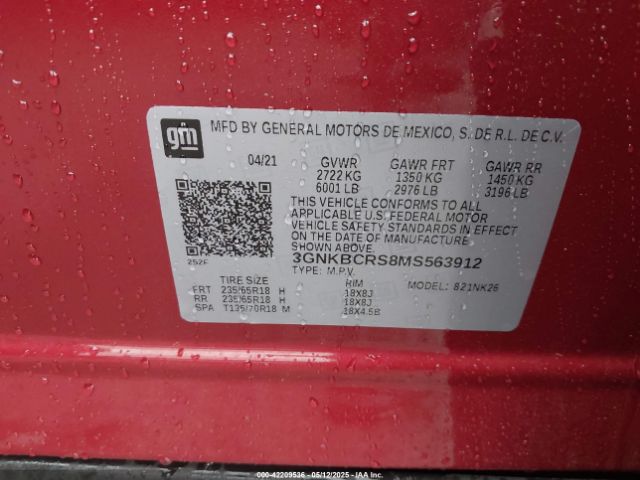 gm
MFD BY GENERAL MOTORS DE MEXICO, S. DE R.L. DE C.V.
04/21 GVWR GAWR FRT GAWR RR
2722 KG 1350 KG 1450 KG
6001 LB 2976 LB 3196 LB
THIS VEHICLE CONFORMS TO ALL
APPLICABLE U.S. FEDERAL MOTOR
VEHICLE SAFETY STANDARDS IN EFFECT
ON THE DATE OF MANUFACTURE
SHOWN ABOVE.
252F
3GNKBCRS8MS563912
TYPE: M.P.V. MODEL: 821NK26
TIRE SIZE RIM
FRT 235/65R18 H 18X8J
RR 235/65R18 H 18X8J
SPA T135/70R18 M 18X4.5B
000-42209536 - 05/12/2025 - IAA Inc.